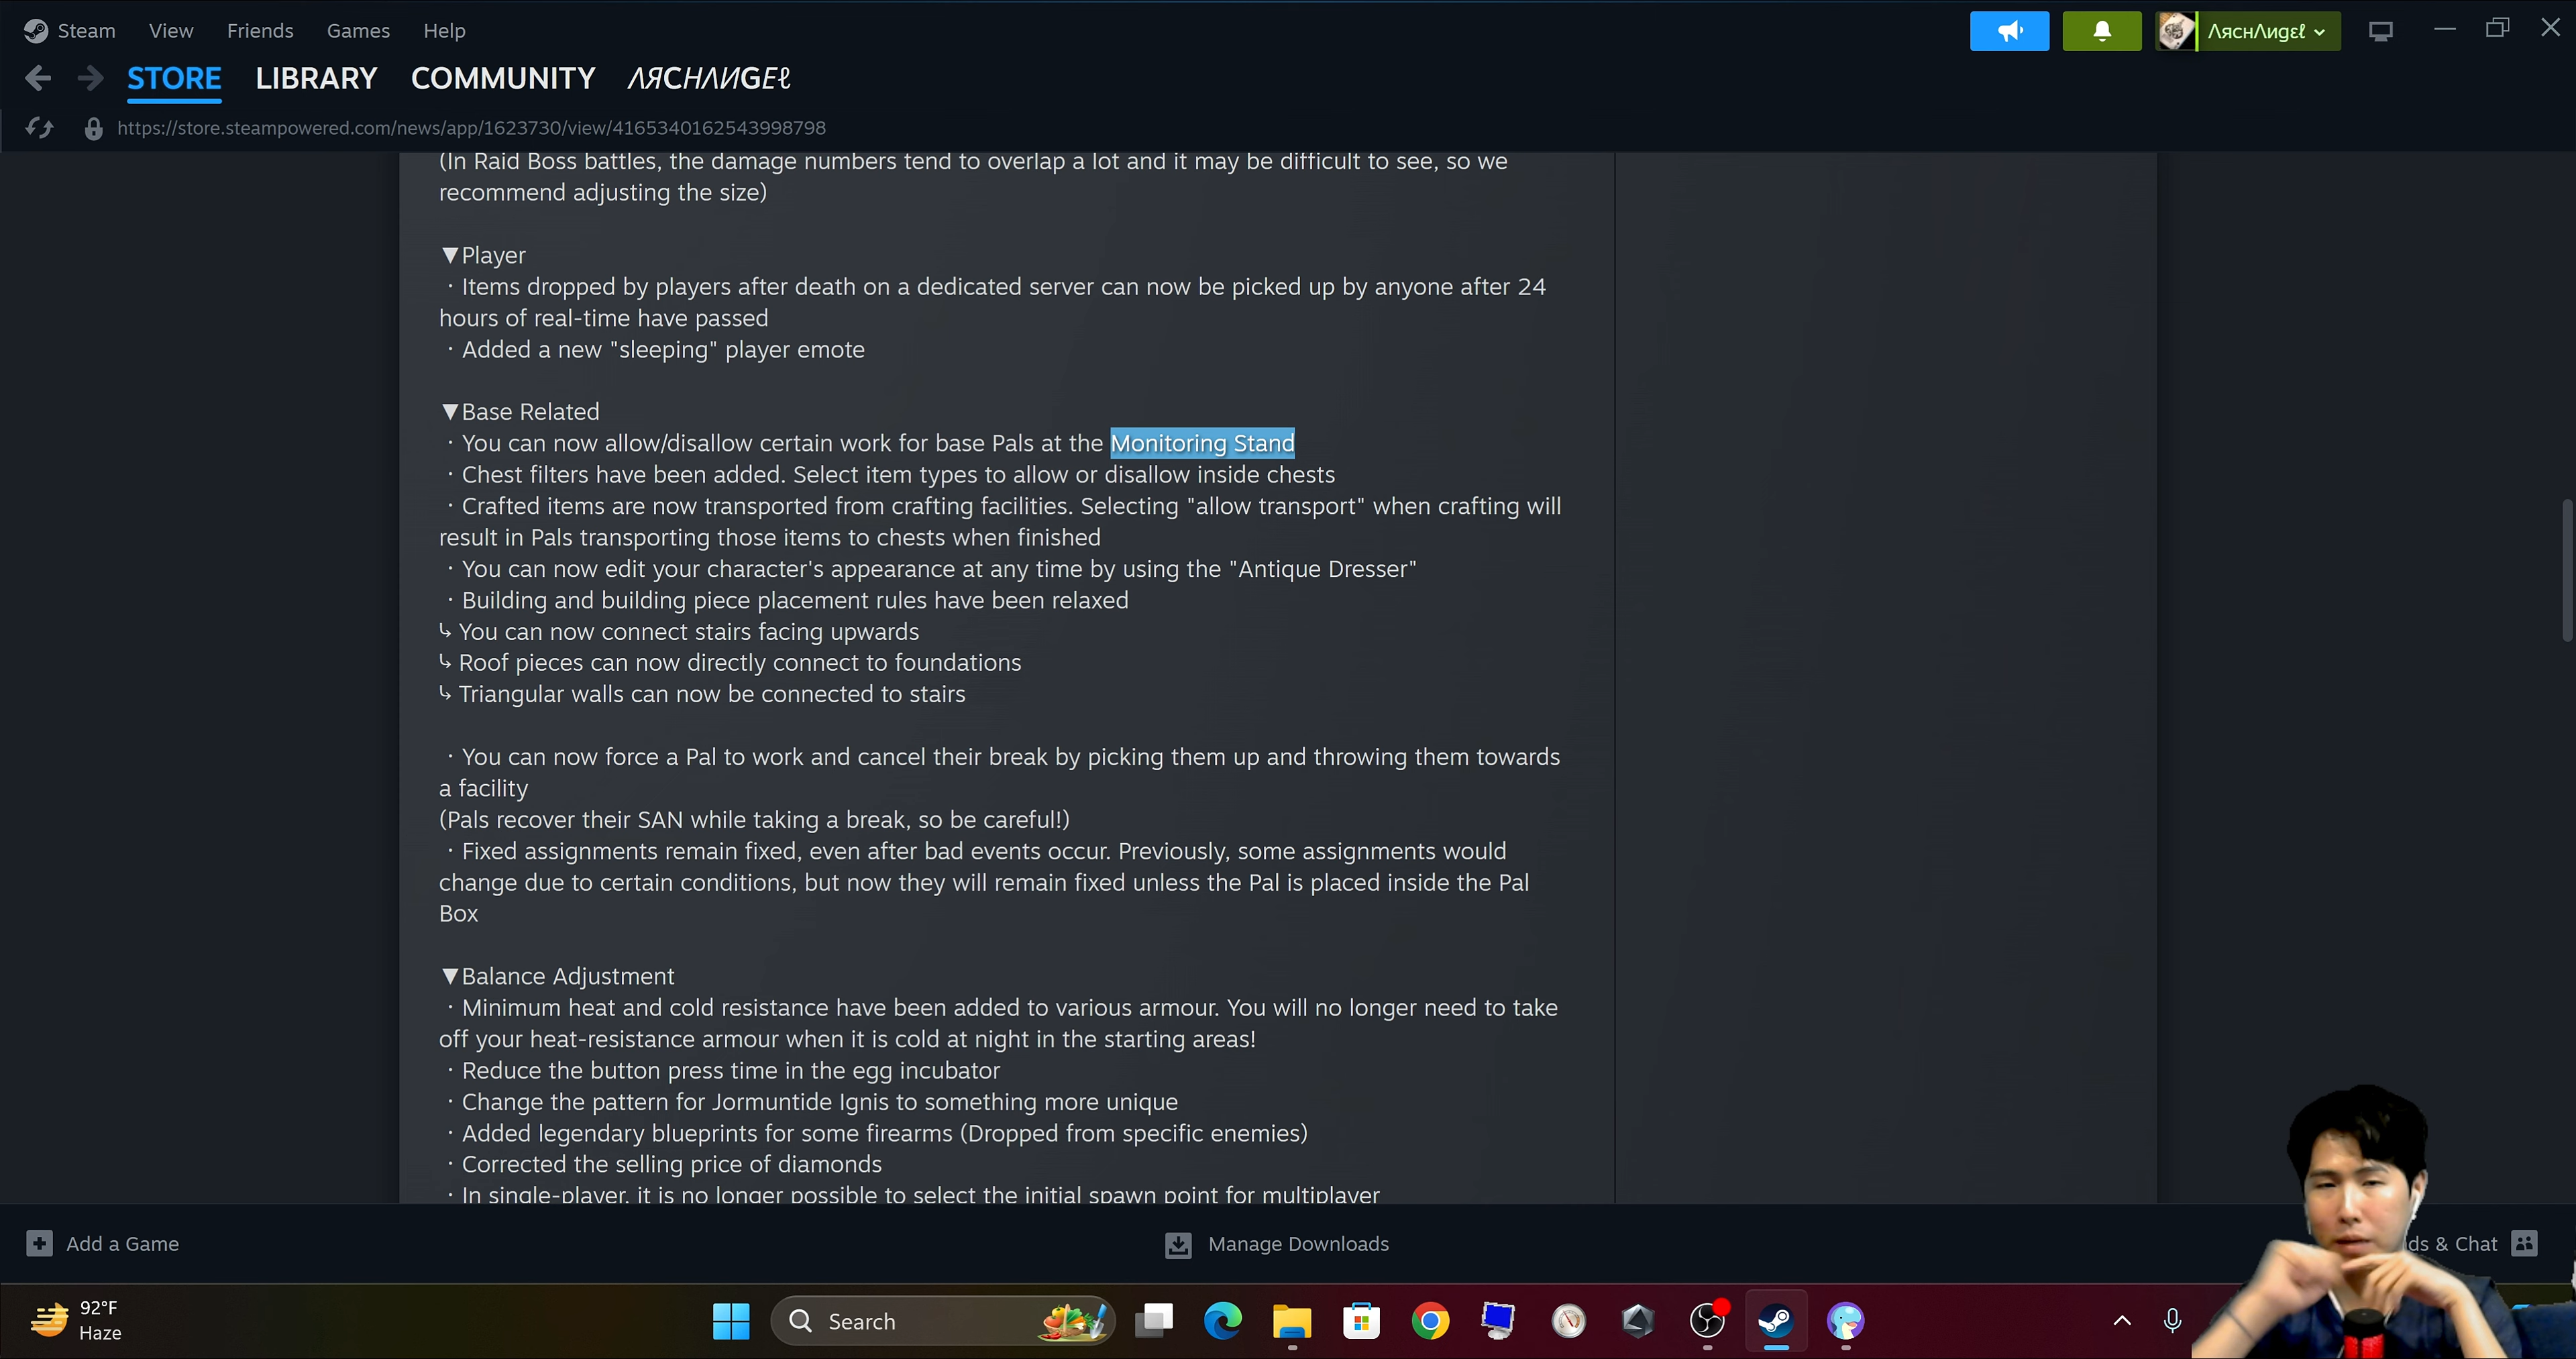 Steam View Friends Games Help
ΛяcнΛиgεℓ
STORE LIBRARY COMMUNITY ΛЯCHΛИGEℓ
https://store.steampowered.com/news/app/1623730/view/4165340162543998798
(In Raid Boss battles, the damage numbers tend to overlap a lot and it may be difficult to see, so we
recommend adjusting the size)
▼Player
・Items dropped by players after death on a dedicated server can now be picked up by anyone after 24
hours of real-time have passed
・Added a new "sleeping" player emote
▼Base Related
・You can now allow/disallow certain work for base Pals at the Monitoring Stand
・Chest filters have been added. Select item types to allow or disallow inside chests
・Crafted items are now transported from crafting facilities. Selecting "allow transport" when crafting will
result in Pals transporting those items to chests when finished
・You can now edit your character's appearance at any time by using the "Antique Dresser"
・Building and building piece placement rules have been relaxed
↳ You can now connect stairs facing upwards
↳ Roof pieces can now directly connect to foundations
↳ Triangular walls can now be connected to stairs
・You can now force a Pal to work and cancel their break by picking them up and throwing them towards
a facility
(Pals recover their SAN while taking a break, so be careful!)
・Fixed assignments remain fixed, even after bad events occur. Previously, some assignments would
change due to certain conditions, but now they will remain fixed unless the Pal is placed inside the Pal
Box
▼Balance Adjustment
・Minimum heat and cold resistance have been added to various armour. You will no longer need to take
off your heat-resistance armour when it is cold at night in the starting areas!
・Reduce the button press time in the egg incubator
・Change the pattern for Jormuntide Ignis to something more unique
・Added legendary blueprints for some firearms (Dropped from specific enemies)
・Corrected the selling price of diamonds
・In single-player, it is no longer possible to select the initial spawn point for multiplayer
Add a Game
Manage Downloads
ds & Chat
92°F
Haze
Search